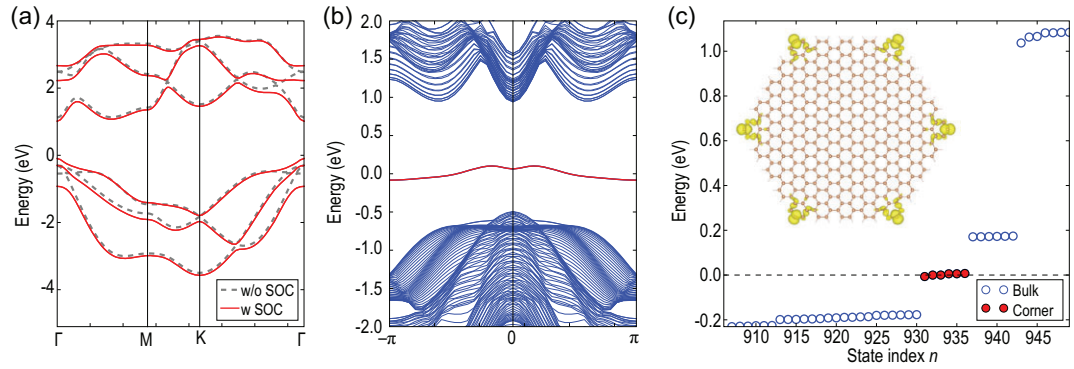 (a)
Energy (eV)
4
2
0
-2
-4
w/o SOC
w SOC
Γ
M
K
Γ
(b)
Energy (eV)
2.0
1.5
1.0
0.5
0.0
-0.5
-1.0
-1.5
-2.0
−π
0
π
(c)
Energy (eV)
1.0
0.8
0.6
0.4
0.2
0.0
-0.2
Bulk
Corner
910 915 920 925 930 935 940 945
State index n